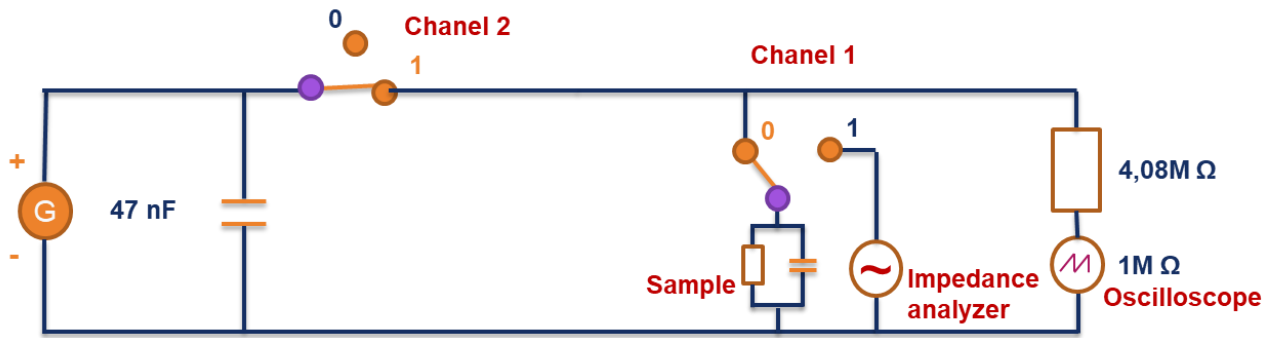 0
Chanel 2
1
Chanel 1
0
1
+
G
-
47 nF
4,08M Ω
Sample
~
Impedance
analyzer
1M Ω
Oscilloscope